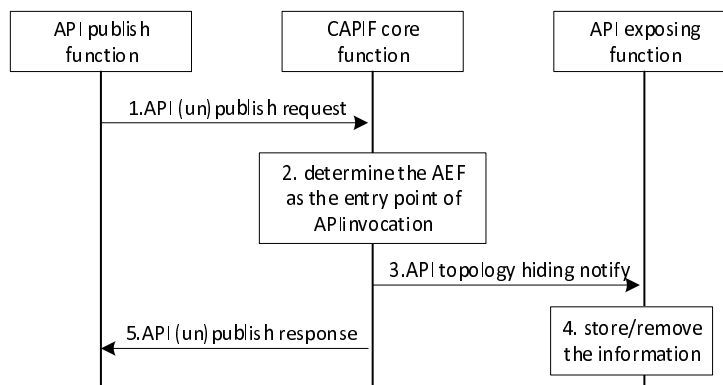 API publish
function
CAPIF core
function
API exposing
function
1.API (un)publish request
2. determine the AEF
as the entry point of
APIinvocation
3.API topology hiding notify
4. store/remove
the information
5.API (un)publish response